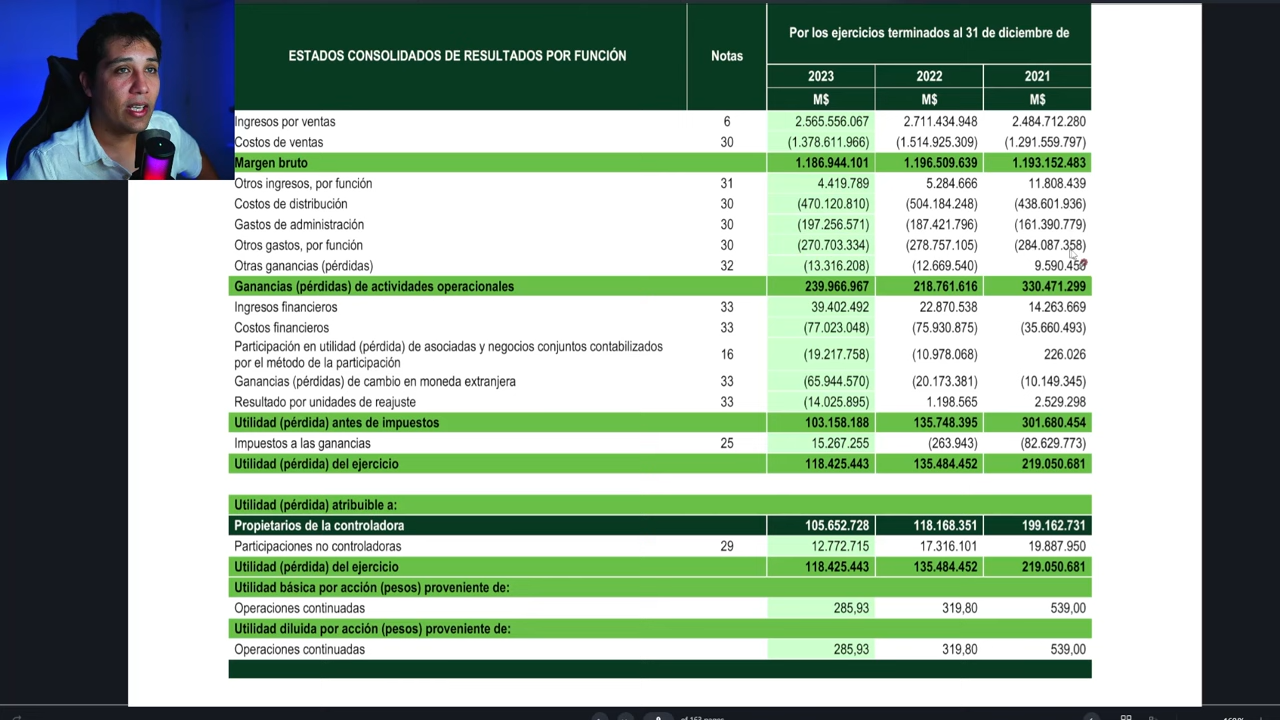 ESTADOS CONSOLIDADOS DE RESULTADOS POR FUNCIÓN Notas Por los ejercicios terminados al 31 de diciembre de
2023 2022 2021
M$ M$ M$
Ingresos por ventas 6 2.565.556.067 2.711.434.948 2.484.712.280
Costos de ventas 30 (1.378.611.966) (1.514.925.309) (1.291.559.797)
Margen bruto 1.186.944.101 1.196.509.639 1.193.152.483
Otros ingresos, por función 31 4.419.789 5.284.666 11.808.439
Costos de distribución 30 (470.120.810) (504.184.248) (438.601.936)
Gastos de administración 30 (197.256.571) (187.421.796) (161.390.779)
Otros gastos, por función 30 (270.703.334) (278.757.105) (284.087.358)
Otras ganancias (pérdidas) 32 (13.316.208) (12.669.540)
Ganancias (pérdidas) de actividades operacionales 239.966.967 218.761.616 330.471.299
Ingresos financieros 33 39.402.492 22.870.538 14.263.669
Costos financieros 33 (77.023.048) (75.930.875) (35.660.493)
Participación en utilidad (pérdida) de asociadas y negocios conjuntos contabilizados
por el método de la participación 16 (19.217.758) (10.978.068) 226.026
Ganancias (pérdidas) de cambio en moneda extranjera 33 (65.944.570) (20.173.381) (10.149.345)
Resultado por unidades de reajuste 33 (14.025.895) 1.198.565 2.529.298
Utilidad (pérdida) antes de impuestos 103.158.188 135.748.395 301.680.454
Impuestos a las ganancias 25 15.267.255 (263.943) (82.629.773)
Utilidad (pérdida) del ejercicio 118.425.443 135.484.452 219.050.681
Utilidad (pérdida) atribuible a:
Propietarios de la controladora 105.652.728 118.168.351 199.162.731
Participaciones no controladoras 29 12.772.715 17.316.101 19.887.950
Utilidad (pérdida) del ejercicio 118.425.443 135.484.452 219.050.681
Utilidad básica por acción (pesos) proveniente de:
Operaciones continuadas 285,93 319,80 539,00
Utilidad diluida por acción (pesos) proveniente de:
Operaciones continuadas 285,93 319,80 539,00